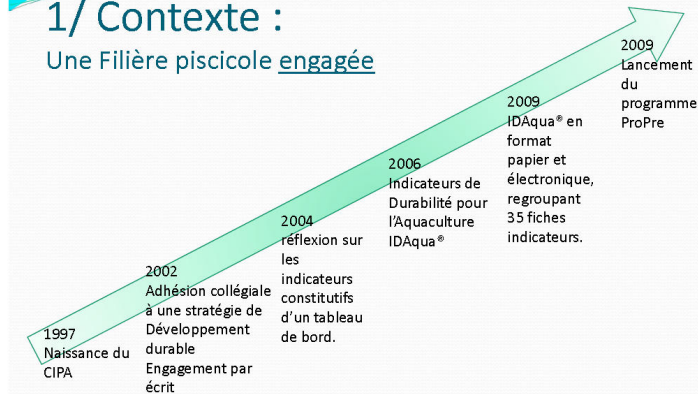 1/ Contexte :
Une Filière piscicole engagée
1997
Naissance du
CIPA
2002
Adhésion collégiale
à une stratégie de
Développement
durable
Engagement par
écrit
2004
réflexion sur
les
indicateurs
constitutifs
d’un tableau
de bord.
2006
Indicateurs de
Durabilité pour
l’Aquaculture
IDAqua®
2009
IDAqua® en
format
papier et
électronique,
regroupant
35 fiches
indicateurs.
2009
Lancement
du
programme
ProPre